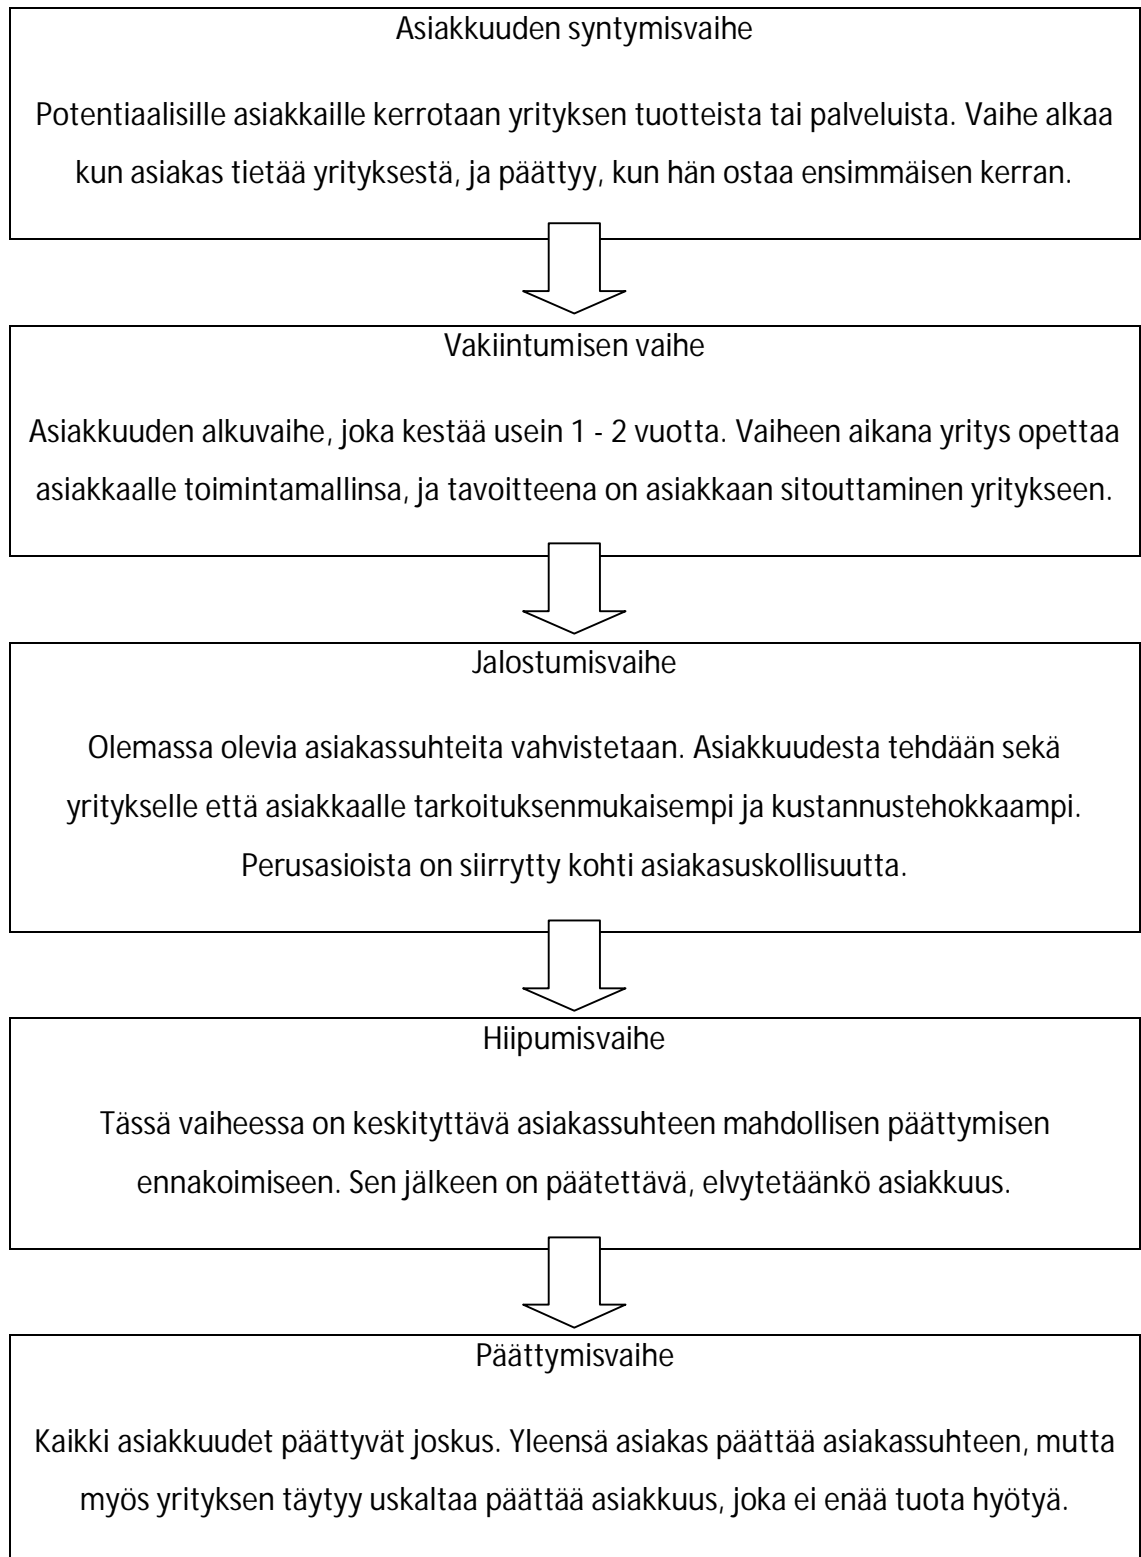 Asiakkuuden syntymisvaihe
Potentiaalisille asiakkaille kerrotaan yrityksen tuotteista tai palveluista. Vaihe alkaa
kun asiakas tietää yrityksestä, ja päättyy, kun hän ostaa ensimmäisen kerran.
Vakiintumisen vaihe
Asiakkuuden alkuvaihe, joka kestää usein 1 - 2 vuotta. Vaiheen aikana yritys opettaa
asiakkaalle toimintamallinsa, ja tavoitteena on asiakkaan sitouttaminen yritykseen.
Jalostumisvaihe
Olemassa olevia asiakassuhteita vahvistetaan. Asiakkuudesta tehdään sekä
yritykselle että asiakkaalle tarkoituksenmukaisempi ja kustannustehokkaampi.
Perusasioista on siirrytty kohti asiakasuskollisuutta.
Hiipumisvaihe
Tässä vaiheessa on keskityttävä asiakassuhteen mahdollisen päättymisen
ennakoimiseen. Sen jälkeen on päätettävä, elvytetäänkö asiakkuus.
Päättymisvaihe
Kaikki asiakkuudet päättyvät joskus. Yleensä asiakas päättää asiakassuhteen, mutta
myös yrityksen täytyy uskaltaa päättää asiakkuus, joka ei enää tuota hyötyä.